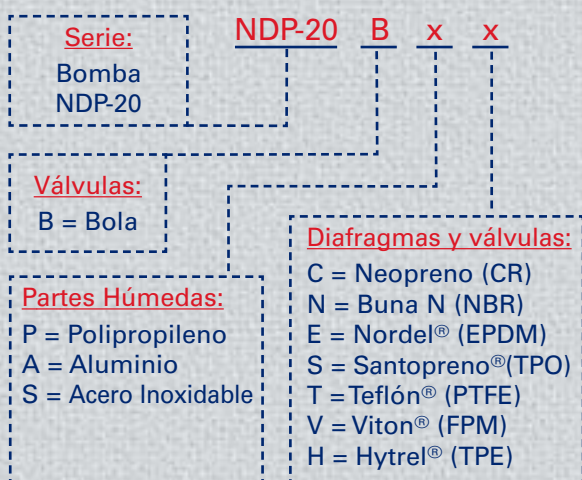 NDP-20 B x x
Serie:
Bomba
NDP-20
Válvulas:
B = Bola
Partes Húmedas:
P = Polipropileno
A = Aluminio
S = Acero Inoxidable
Diafragmas y válvulas:
C = Neopreno (CR)
N = Buna N (NBR)
E = Nordel® (EPDM)
S = Santopreno®(TPO)
T = Teflón® (PTFE)
V = Viton® (FPM)
H = Hytrel® (TPE)